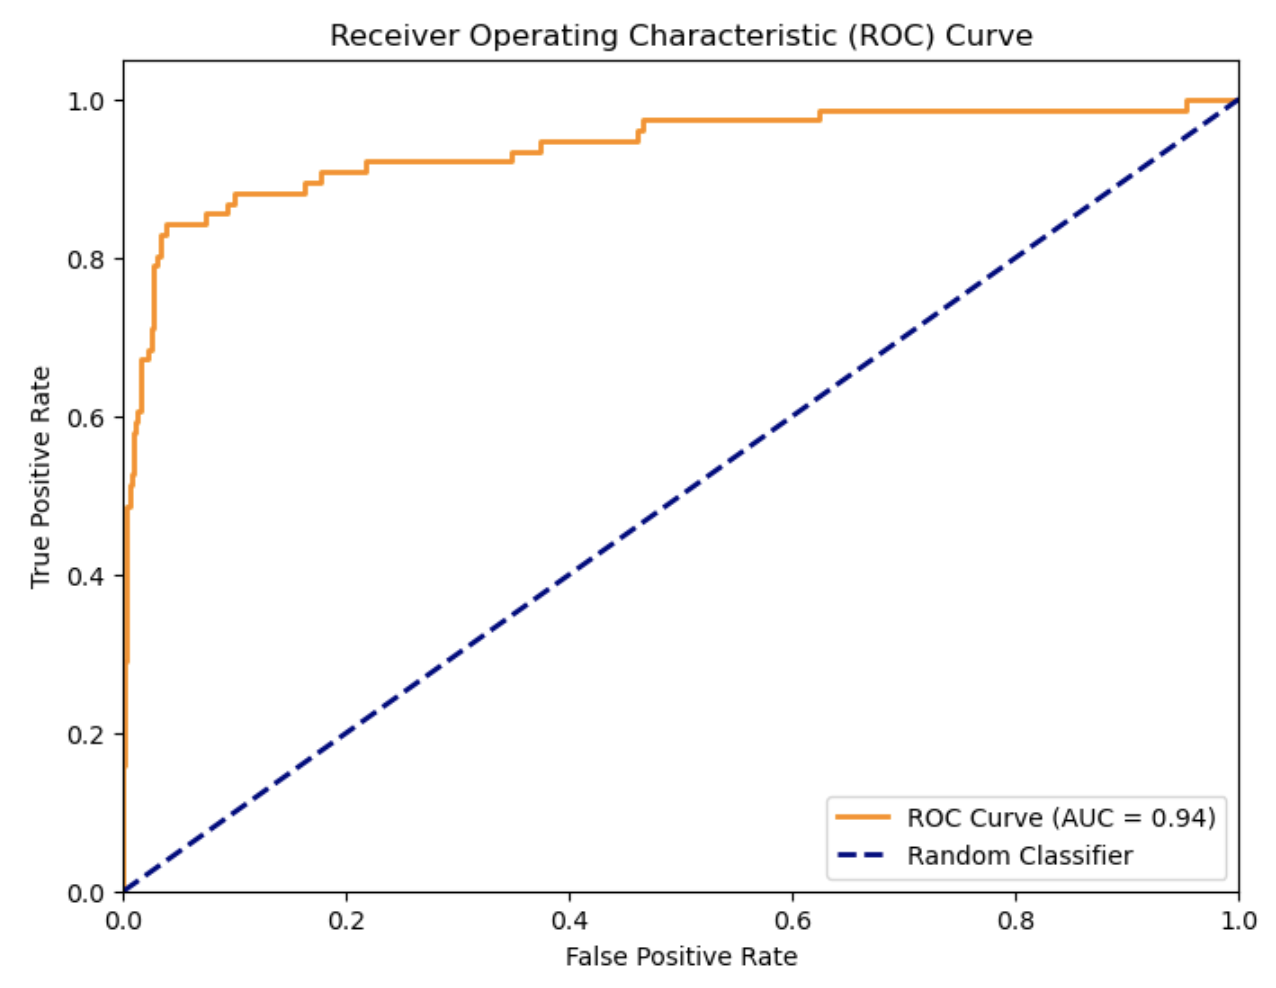 Receiver Operating Characteristic (ROC) Curve
1.0
0.8
0.6
0.4
0.2
0.0
True Positive Rate
0.0 0.2 0.4 0.6 0.8 1.0
False Positive Rate
ROC Curve (AUC = 0.94)
Random Classifier